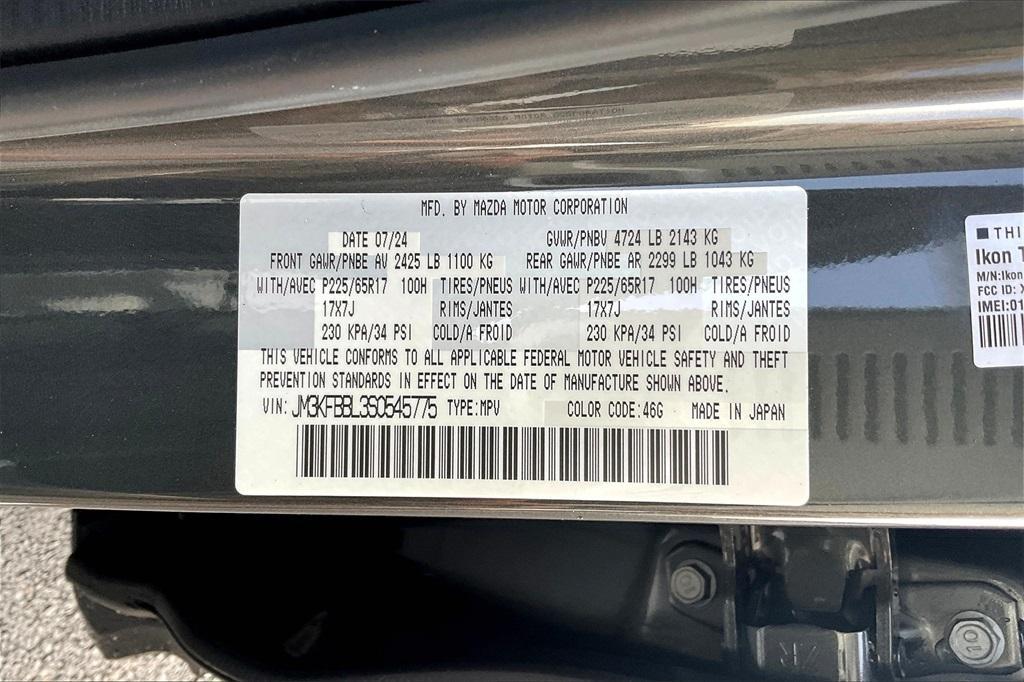 MFD. BY MAZDA MOTOR CORPORATION
DATE 07/24 GVWR/PNBV 4724 LB 2143 KG
FRONT GAWR/PNBE AV 2425 LB 1100 KG REAR GAWR/PNBE AR 2299 LB 1043 KG
WITH/AVEC P225/65R17 100H TIRES/PNEUS WITH/AVEC P225/65R17 100H TIRES/PNEUS
17X7J RIMS/JANTES 17X7J RIMS/JANTES
230 KPA/34 PSI COLD/A FROID 230 KPA/34 PSI COLD/A FROID
THIS VEHICLE CONFORMS TO ALL APPLICABLE FEDERAL MOTOR VEHICLE SAFETY AND THEFT
PREVENTION STANDARDS IN EFFECT ON THE DATE OF MANUFACTURE SHOWN ABOVE.
VIN: JM3KFBBL3S0545775 TYPE:MPV COLOR CODE:46G MADE IN JAPAN
THI
Ikon T
M/N:Ikon
FCC ID: X
IMEI:01
10